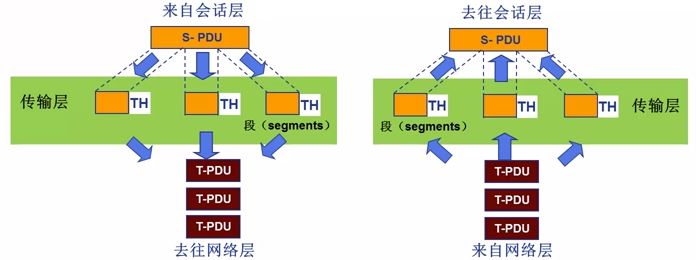 来自会话层
S- PDU
传输层
TH
TH
TH
段（segments）
T-PDU
T-PDU
T-PDU
去往网络层
去往会话层
S- PDU
TH
TH
TH
传输层
段（segments）
T-PDU
T-PDU
T-PDU
来自网络层